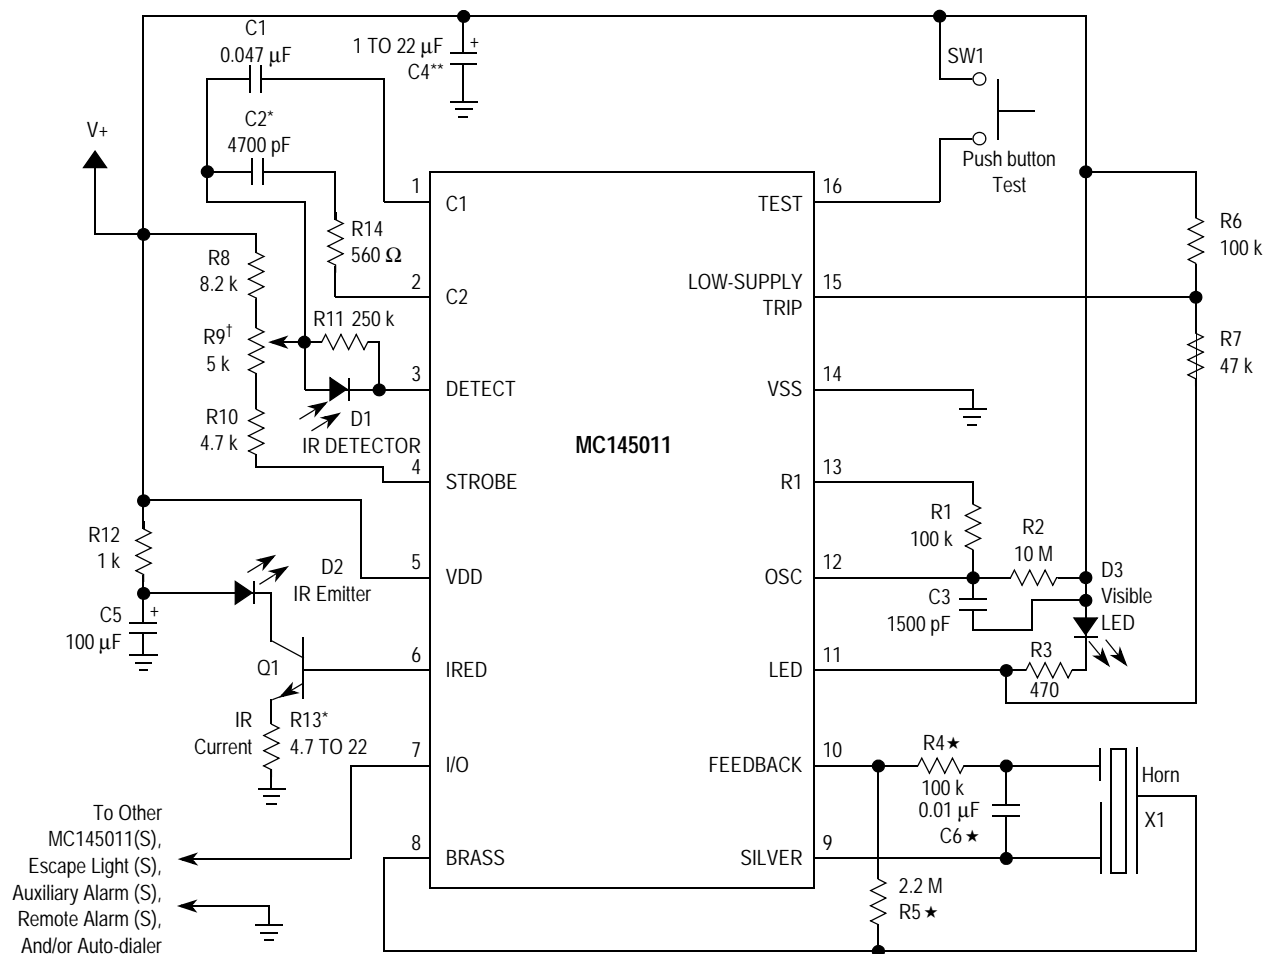 C1
0.047 μF
1 TO 22 μF
+
C4**
SW1
C2*
4700 pF
V+
Push button
Test
1
C1
16
TEST
R14
560 Ω
R6
100 k
R8
8.2 k
2
C2
LOW-SUPPLY
TRIP
15
R11 250 k
R9†
5 k
R7
47 k
3
DETECT
14
VSS
D1
IR DETECTOR
R10
4.7 k
MC145011
4
STROBE
13
R1
R1
100 k
R2
10 M
R12
1 k
D2
IR Emitter
5
VDD
12
OSC
C3
1500 pF
D3
Visible
LED
C5
100 μF
+
Q1
6
IRED
11
LED
R3
470
IR
Current
R13*
4.7 TO 22
7
I/O
10
FEEDBACK
R4★
100 k
0.01 μF
C6★
Horn
X1
To Other
MC145011(S),
Escape Light (S),
Auxiliary Alarm (S),
Remote Alarm (S),
And/or Auto-dialer
8
BRASS
9
SILVER
2.2 M
R5★